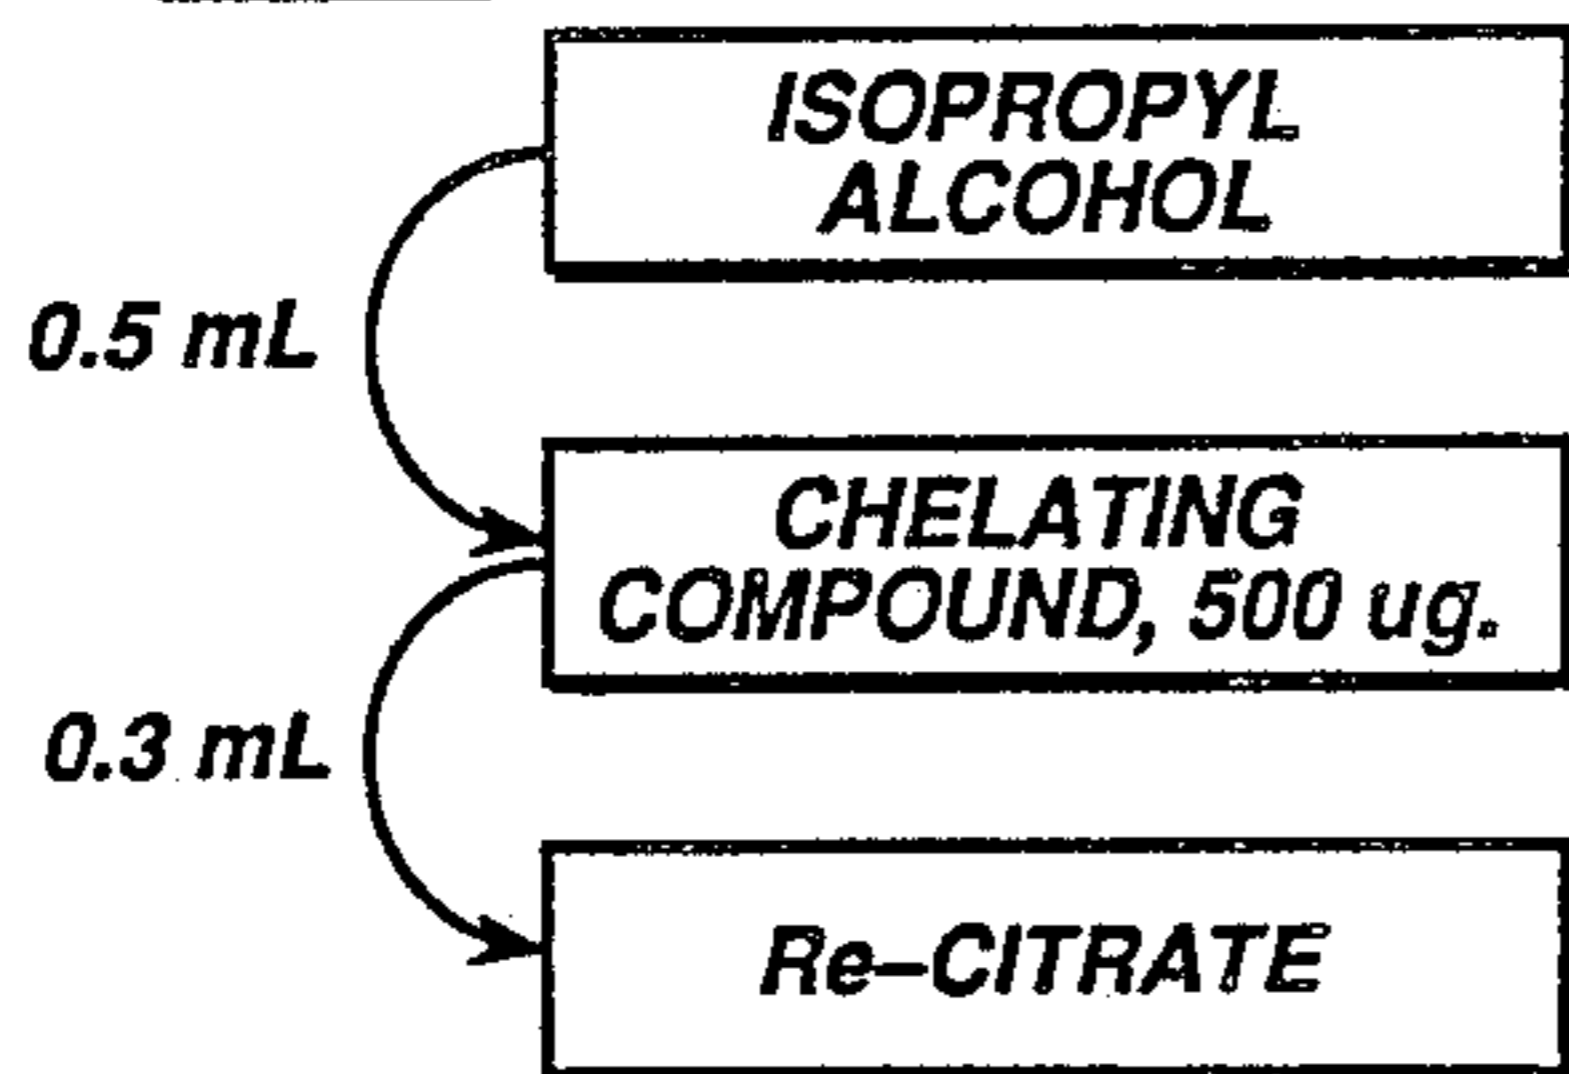 ISOPROPYL
ALCOHOL
0.5 mL
CHELATING
COMPOUND, 500 ug.
0.3 mL
Re–CITRATE